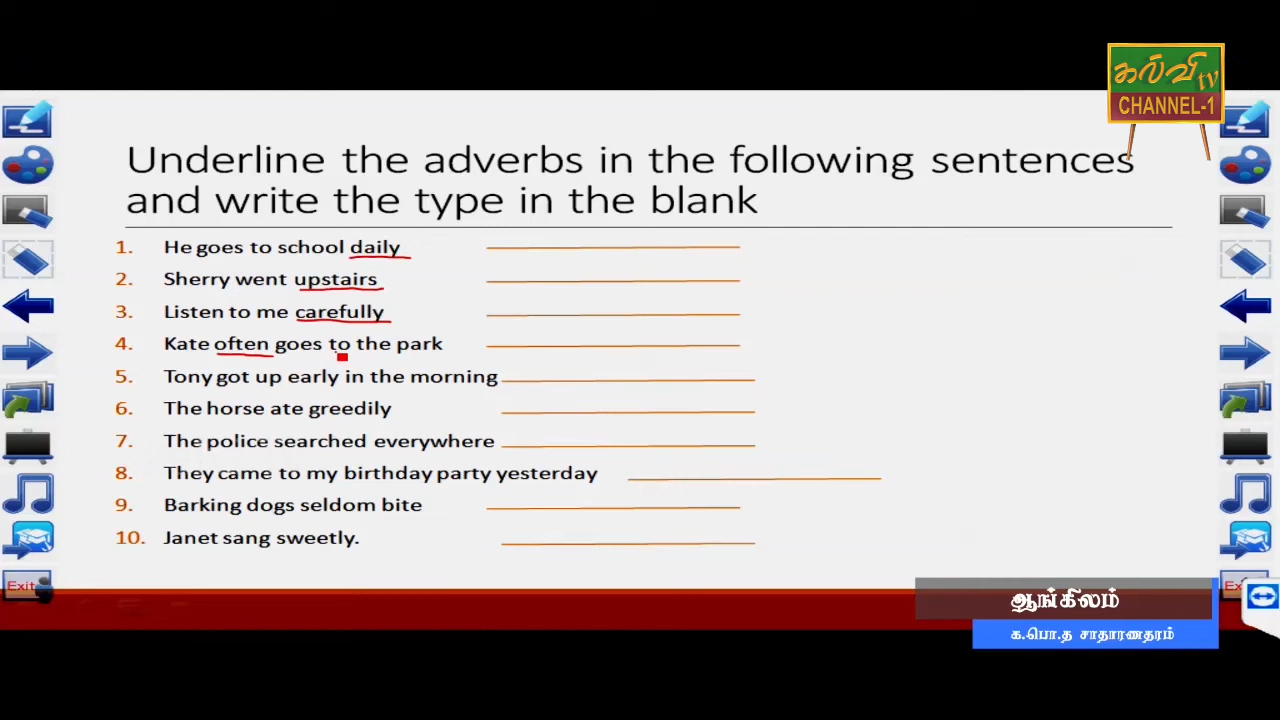 கல்வி tv
CHANNEL-1
Underline the adverbs in the following sentences
and write the type in the blank
1. He goes to school daily
2. Sherry went upstairs
3. Listen to me carefully
4. Kate often goes to the park
5. Tony got up early in the morning
6. The horse ate greedily
7. The police searched everywhere
8. They came to my birthday party yesterday
9. Barking dogs seldom bite
10. Janet sang sweetly.
Exit
Ex
ஆங்கிலம்
க.பொ.த சாதாரணதரம்